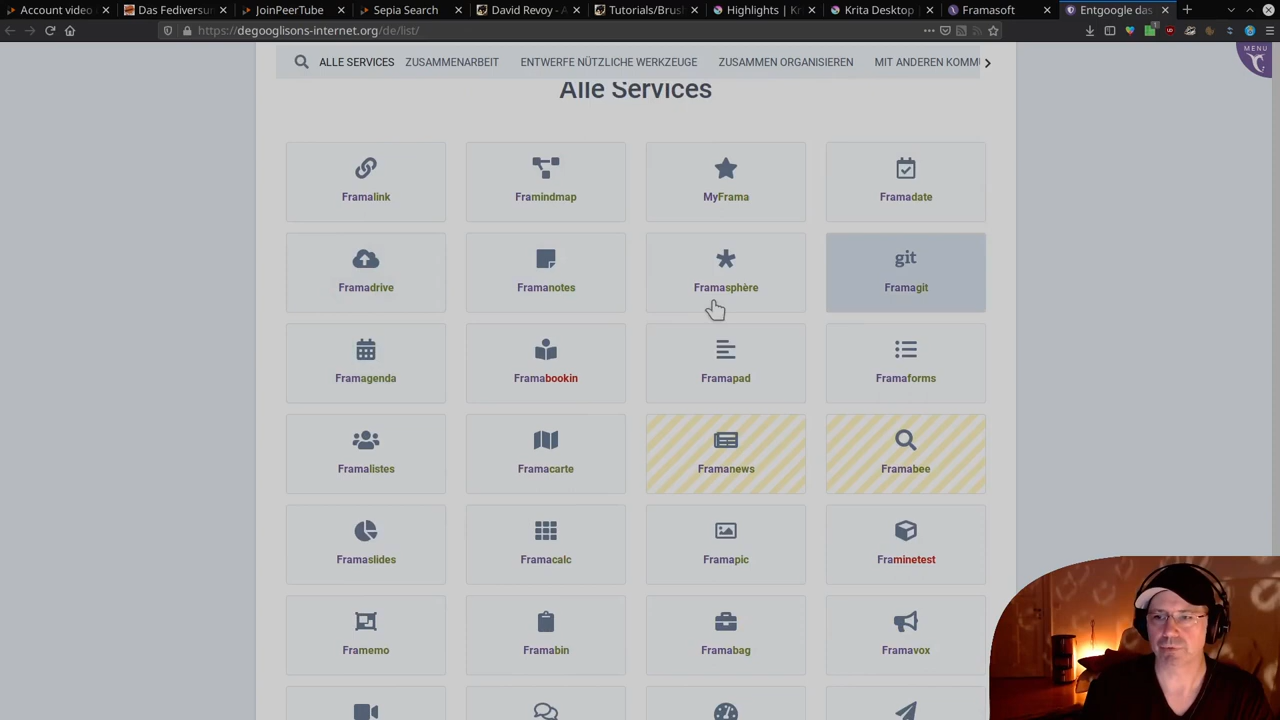 Account video
Das Fediversum
JoinPeerTube
Sepia Search
David Revoy - A
Tutorials/Brush
Highlights | Kr
Krita Desktop
Framasoft
Entgoogle das
https://degooglisons-internet.org/de/list/
MENU
ALLE SERVICES ZUSAMMENARBEIT ENTWERFE NÜTZLICHE WERKZEUGE ZUSAMMEN ORGANISIEREN MIT ANDEREN KOMMU
Alle Services
Framalink Framindmap MyFrama Framadate
git
Framadrive Framanotes Framasphère Framagit
Framagenda Framabookin Framapad Framaforms
Framalistes Framacarte Framanews Framabee
Framaslides Framacalc Framapic Framinetest
Framemo Framabin Framabag Framavox